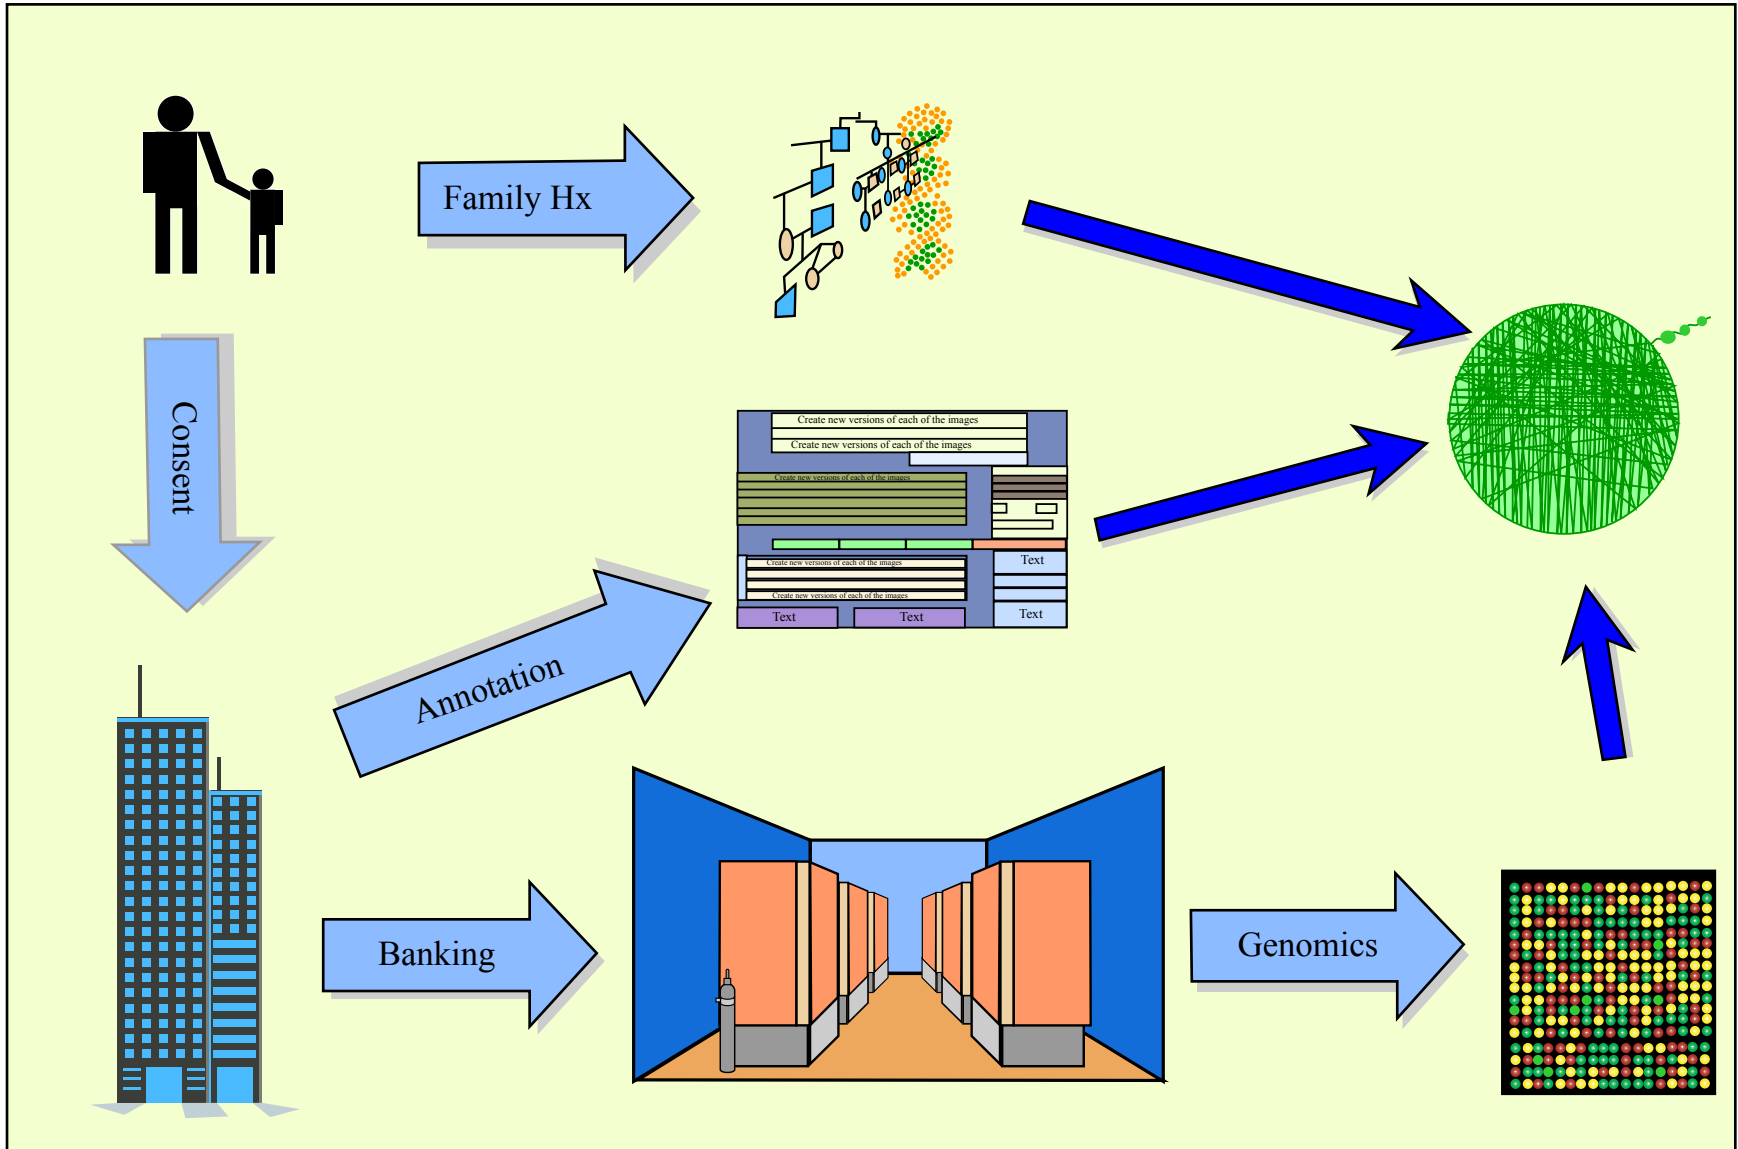 Family Hx
Consent
Create new versions of each of the images
Create new versions of each of the images
Create new versions of each of the images
Create new versions of each of the images
Text
Create new versions of each of the images
Text
Text
Text
Annotation
Banking
Genomics